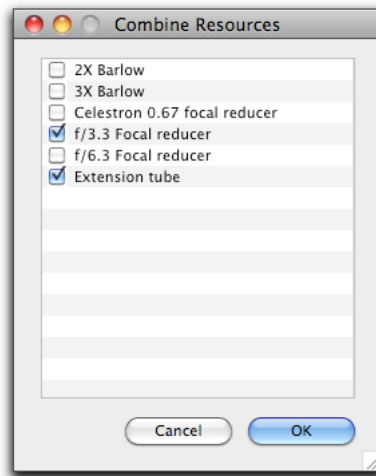 Combine Resources
2X Barlow
3X Barlow
Celestron 0.67 focal reducer
f/3.3 Focal reducer
f/6.3 Focal reducer
Extension tube
Cancel OK